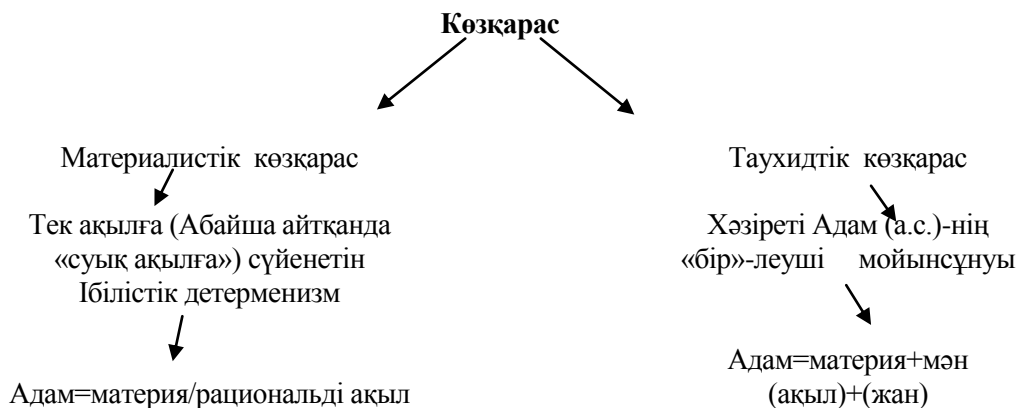 Көзқарас
Материалистік көзқарас
Тек ақылға (Абайша айтқанда
«суық ақылға») сүйенетін
Ібілістік детерменизм
Адам=материя/рациональді ақыл
Таухидтік көзқарас
Хәзіреті Адам (а.с.)-нің
«бір»-леуші мойынсұнуы
Адам=материя+мән
(ақыл)+(жан)